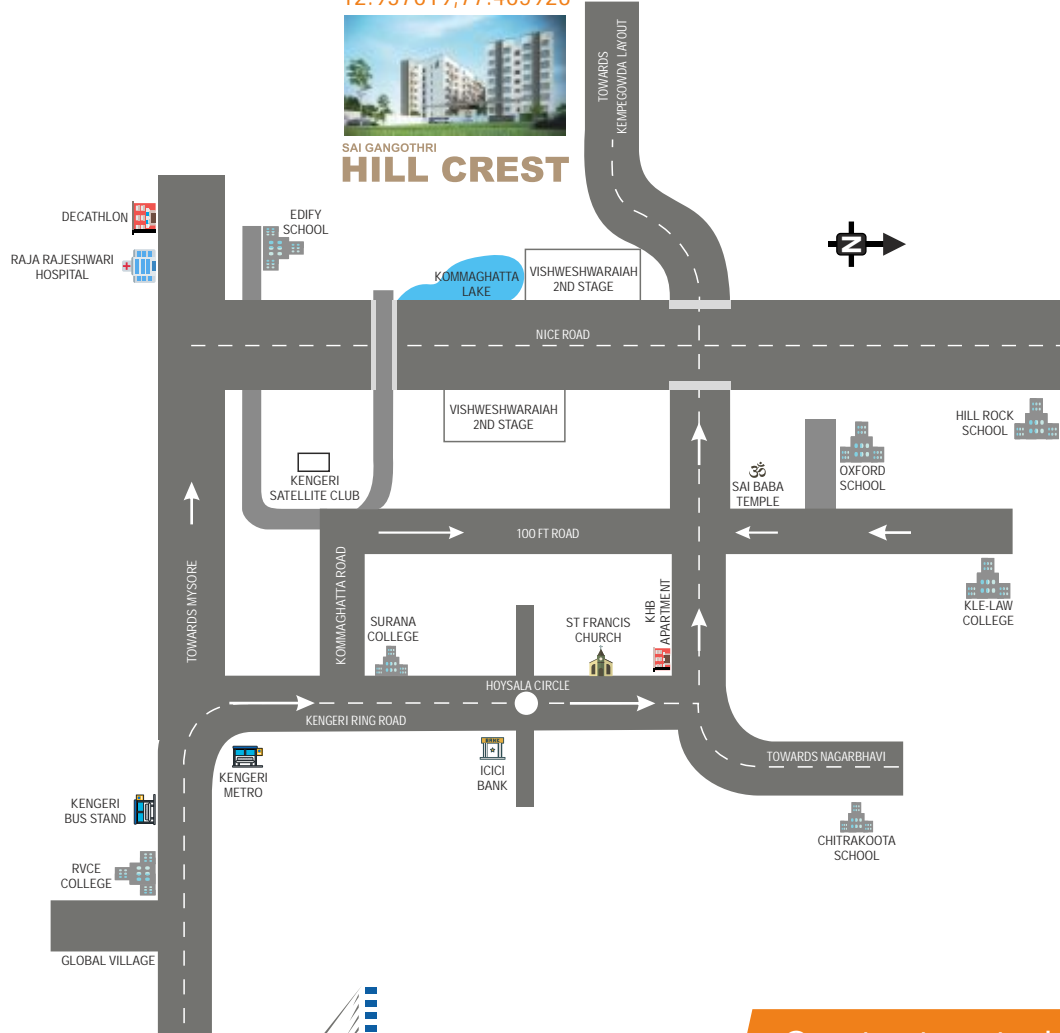 SAI GANGOTHRI
HILL CREST
TOWARDS
KEMPEGOWDA LAYOUT
DECATHLON
RAJA RAJESHWARI
HOSPITAL
EDIFY
SCHOOL
KOMMAGHATTA
LAKE
VISHWESHWARAIAH
2ND STAGE
N
NICE ROAD
VISHWESHWARAIAH
2ND STAGE
HILL ROCK
SCHOOL
KENGERI
SATELLITE CLUB
ॐ
SAI BABA
TEMPLE
OXFORD
SCHOOL
100 FT ROAD
TOWARDS MYSORE
KOMMAGHATTA ROAD
SURANA
COLLEGE
ST FRANCIS
CHURCH
KHB
APARTMENT
KLE-LAW
COLLEGE
HOYSALA CIRCLE
KENGERI RING ROAD
KENGERI
METRO
ICICI
BANK
TOWARDS NAGARBHAVI
KENGERI
BUS STAND
CHITRAKOOTA
SCHOOL
RVCE
COLLEGE
GLOBAL VILLAGE